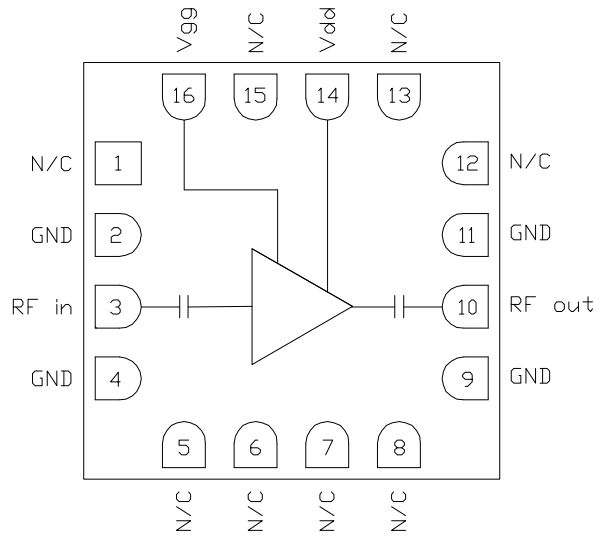 Vgg N/C Vdd N/C
16 15 14 13
N/C 1 12 N/C
GND 2 11 GND
RF in 3 10 RF out
GND 4 9 GND
5 6 7 8
N/C N/C N/C N/C